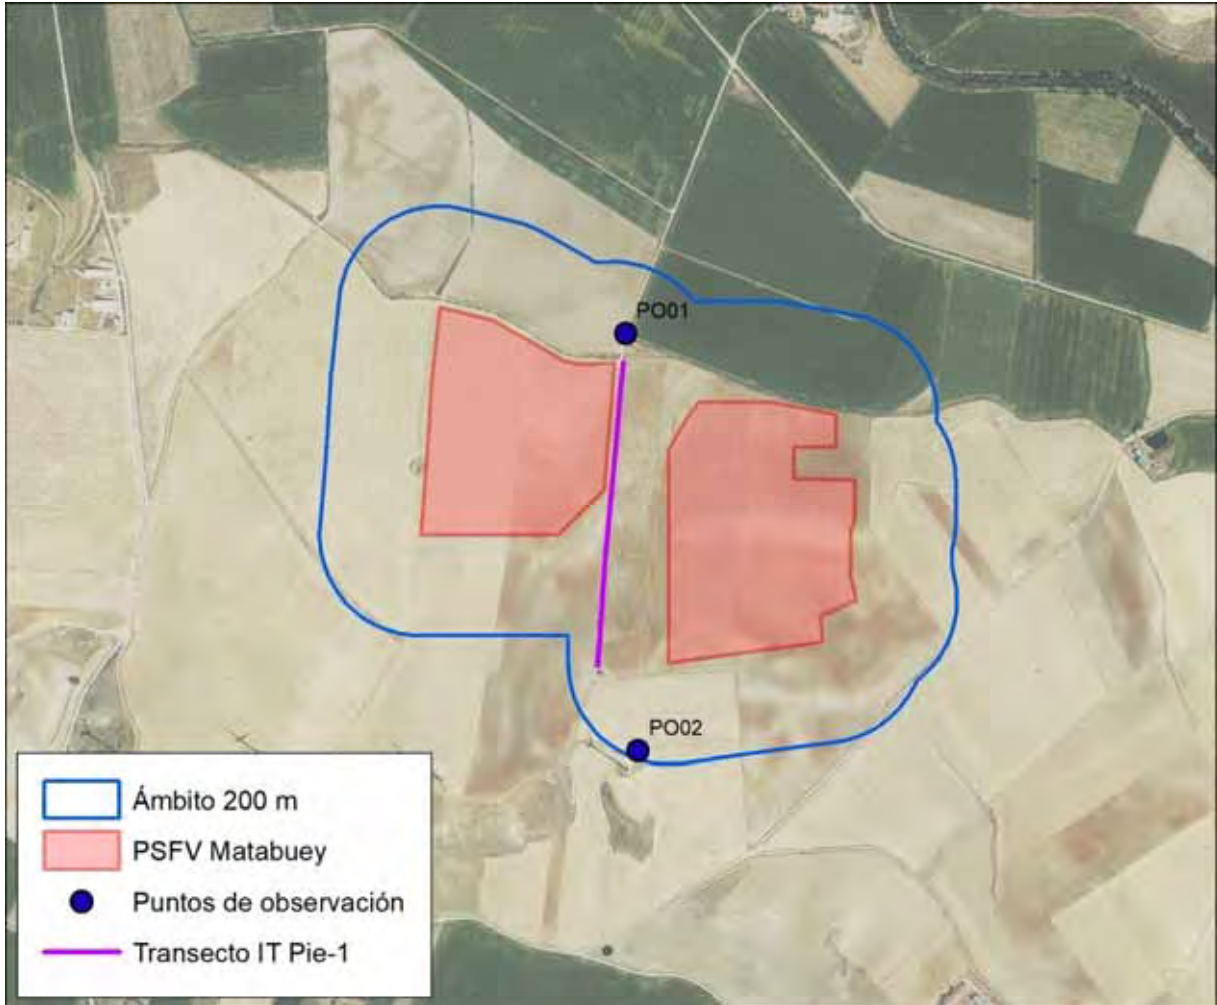 PO01
PO02
Ámbito 200 m
PSFV Matabuey
Puntos de observación
Transecto IT Pie-1